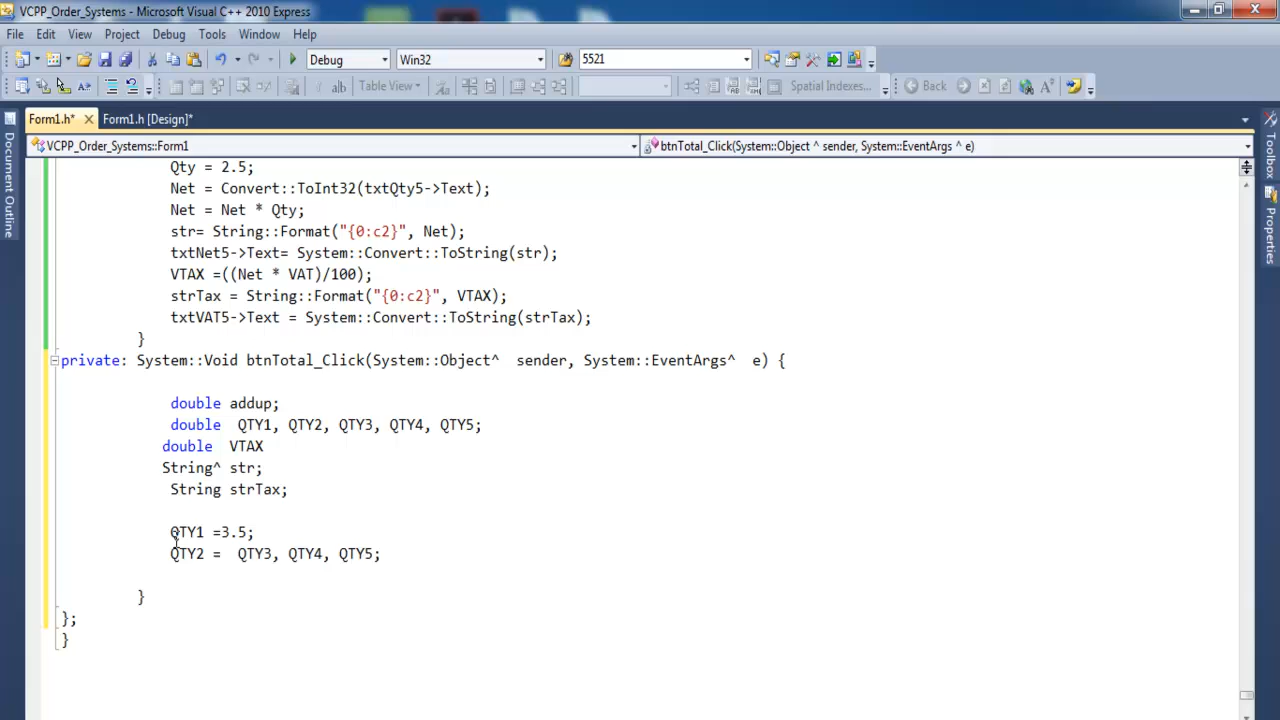 VCPP_Order_Systems - Microsoft Visual C++ 2010 Express
File Edit View Project Debug Tools Window Help
Debug Win32 5521
ab| Table View Spatial Indexes... Back
Form1.h* Form1.h [Design]*
VCPP_Order_Systems::Form1 btnTotal_Click(System::Object ^ sender, System::EventArgs ^ e)
Document Outline
Toolbox
Properties
Qty = 2.5;
Net = Convert::ToInt32(txtQty5->Text);
Net = Net * Qty;
str= String::Format("{0:c2}", Net);
txtNet5->Text= System::Convert::ToString(str);
VTAX =((Net * VAT)/100);
strTax = String::Format("{0:c2}", VTAX);
txtVAT5->Text = System::Convert::ToString(strTax);
}
private: System::Void btnTotal_Click(System::Object^  sender, System::EventArgs^  e) {
double addup;
double  QTY1, QTY2, QTY3, QTY4, QTY5;
double  VTAX
String^ str;
String strTax;
QTY1 =3.5;
QTY2 =  QTY3, QTY4, QTY5;
}
};
}